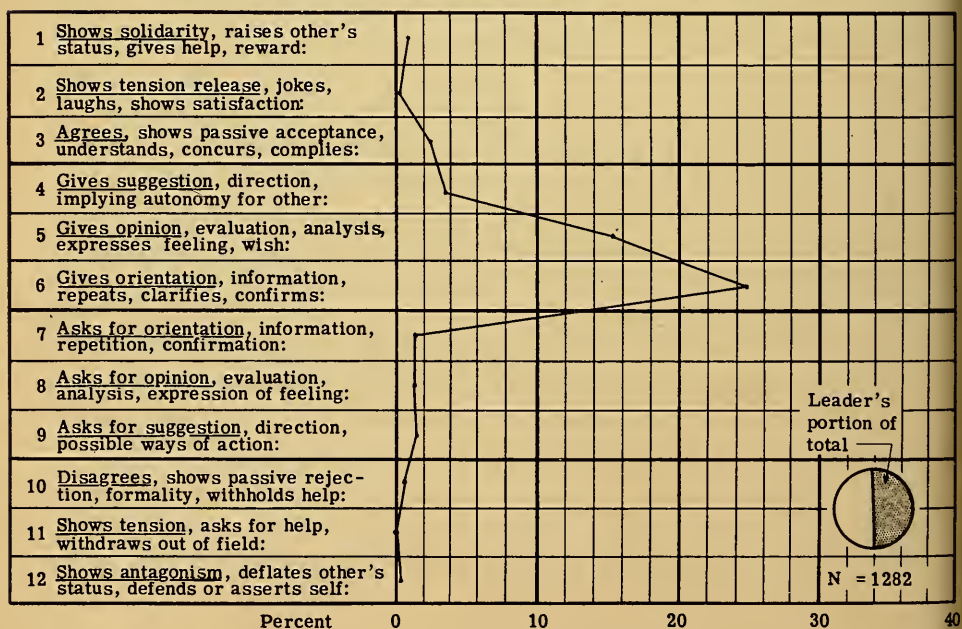 1 Shows solidarity, raises other's
status, gives help, reward:
2 Shows tension release, jokes,
laughs, shows satisfaction:
3 Agrees, shows passive acceptance,
understands, concurs, complies:
4 Gives suggestion, direction,
implying autonomy for other:
5 Gives opinion, evaluation, analysis,
expresses feeling, wish:
6 Gives orientation, information,
repeats, clarifies, confirms:
7 Asks for orientation, information,
repetition, confirmation:
8 Asks for opinion, evaluation,
analysis, expression of feeling:
9 Asks for suggestion, direction,
possible ways of action:
10 Disagrees, shows passive rejec-
tion, formality, withholds help:
11 Shows tension, asks for help,
withdraws out of field:
12 Shows antagonism, deflates other's
status, defends or asserts self:
Leader's
portion of
total
N = 1282
Percent 0 10 20 30 40